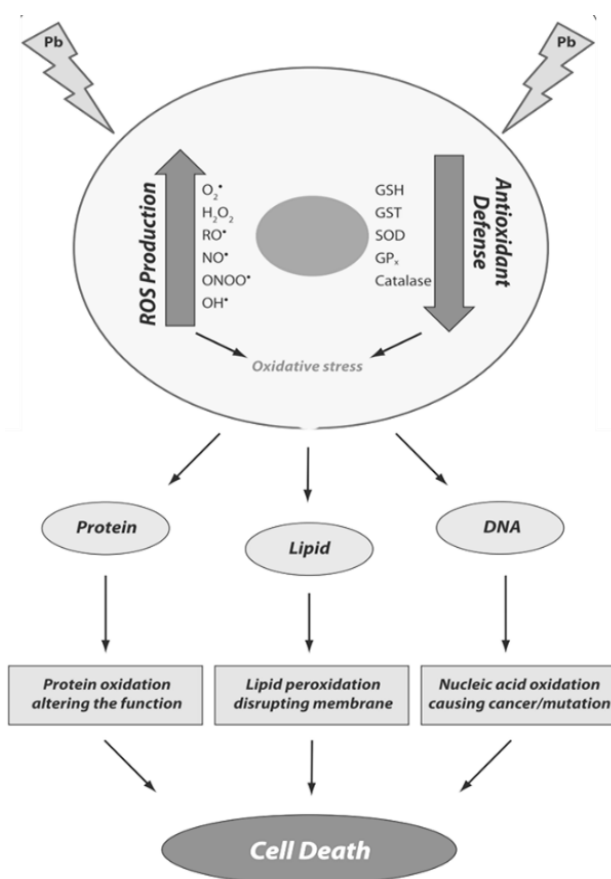 Pb
Pb
ROS Production
O₂•
H₂O₂
RO•
NO•
ONOO•
OH•
GSH
GST
SOD
GPₓ
Catalase
Antioxidant
Defense
Oxidative stress
Protein
Lipid
DNA
Protein oxidation
altering the function
Lipid peroxidation
disrupting membrane
Nucleic acid oxidation
causing cancer/mutation
Cell Death